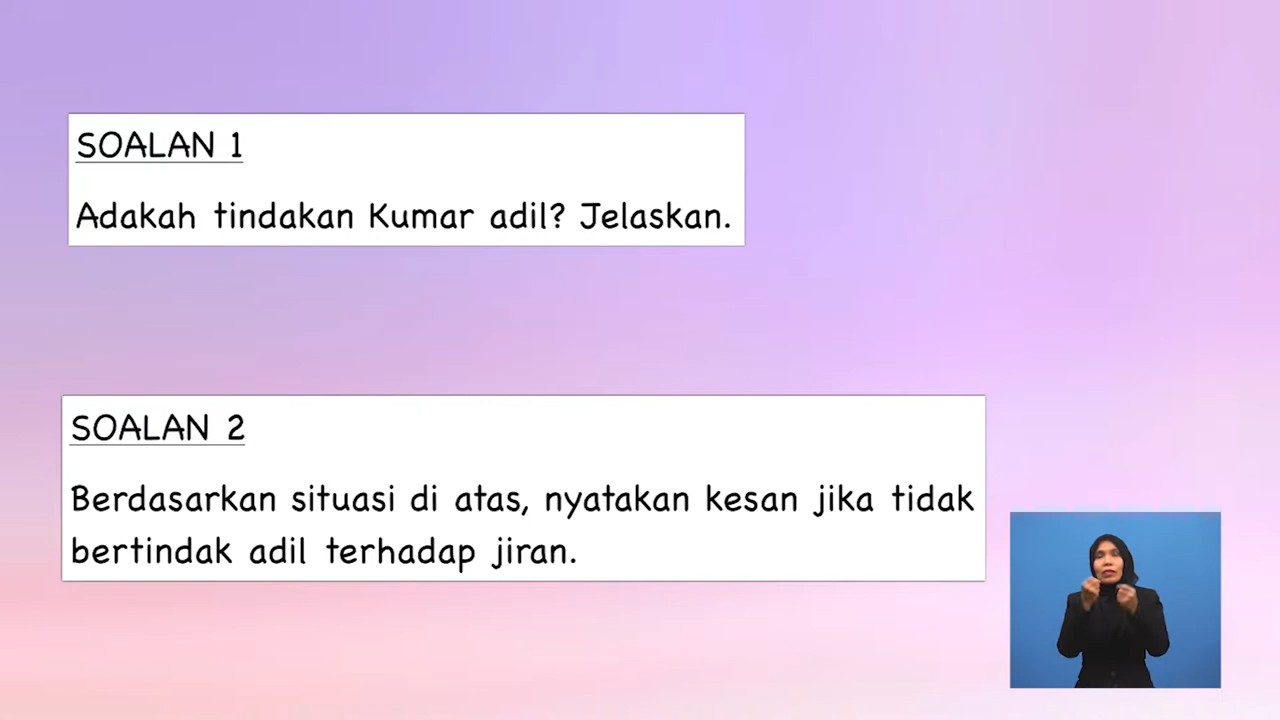 SOALAN 1
Adakah tindakan Kumar adil? Jelaskan.
SOALAN 2
Berdasarkan situasi di atas, nyatakan kesan jika tidak
bertindak adil terhadap jiran.